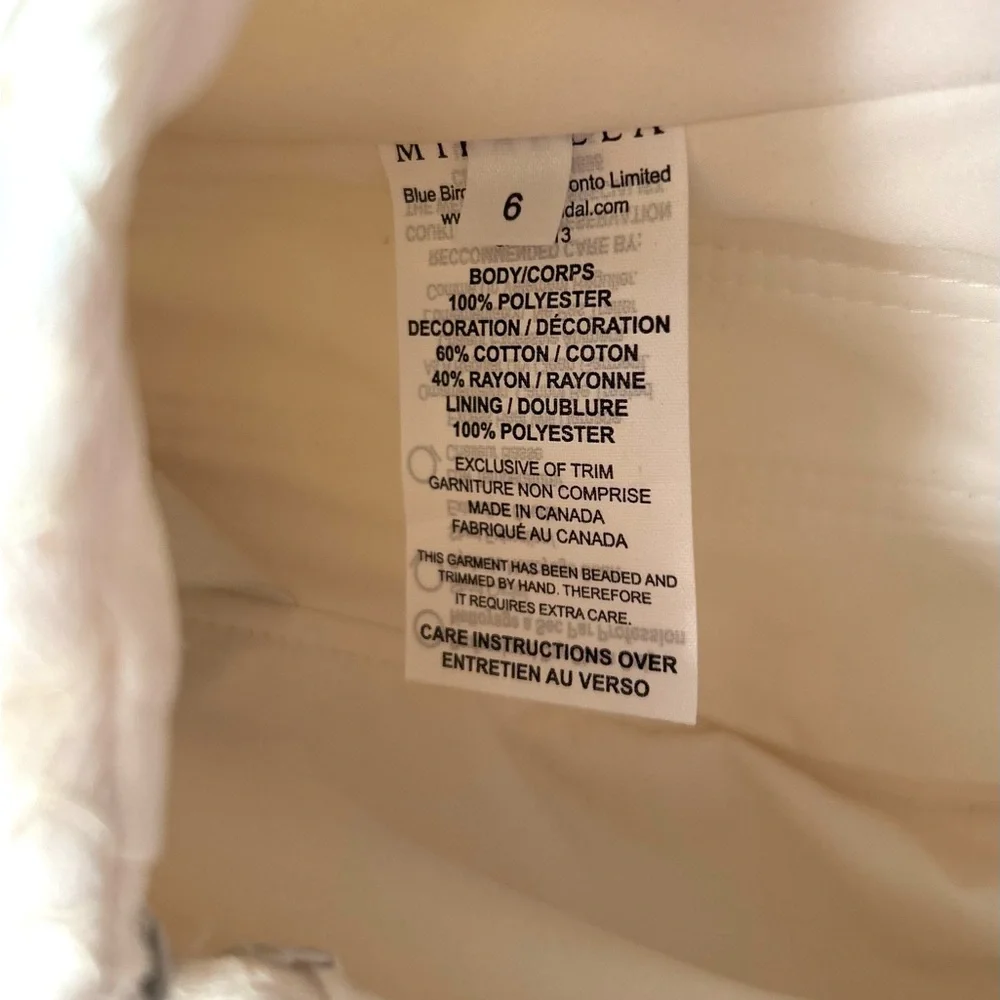 6
Blue Bird onto Limited
dal.com
3
BODY/CORPS
100% POLYESTER
DECORATION / DÉCORATION
60% COTTON / COTON
40% RAYON / RAYONNE
LINING / DOUBLURE
100% POLYESTER
EXCLUSIVE OF TRIM
GARNITURE NON COMPRISE
MADE IN CANADA
FABRIQUÉ AU CANADA
THIS GARMENT HAS BEEN BEADED AND
TRIMMED BY HAND. THEREFORE
IT REQUIRES EXTRA CARE.
CARE INSTRUCTIONS OVER
ENTRETIEN AU VERSO